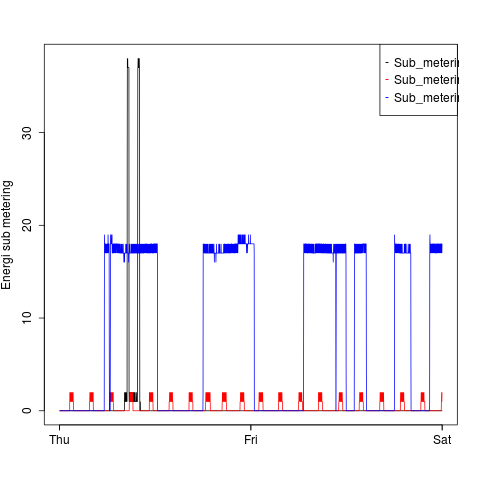 Sub_meterin
Sub_meterin
Sub_meterin
Energi sub metering
30
20
10
0
Thu Fri Sat